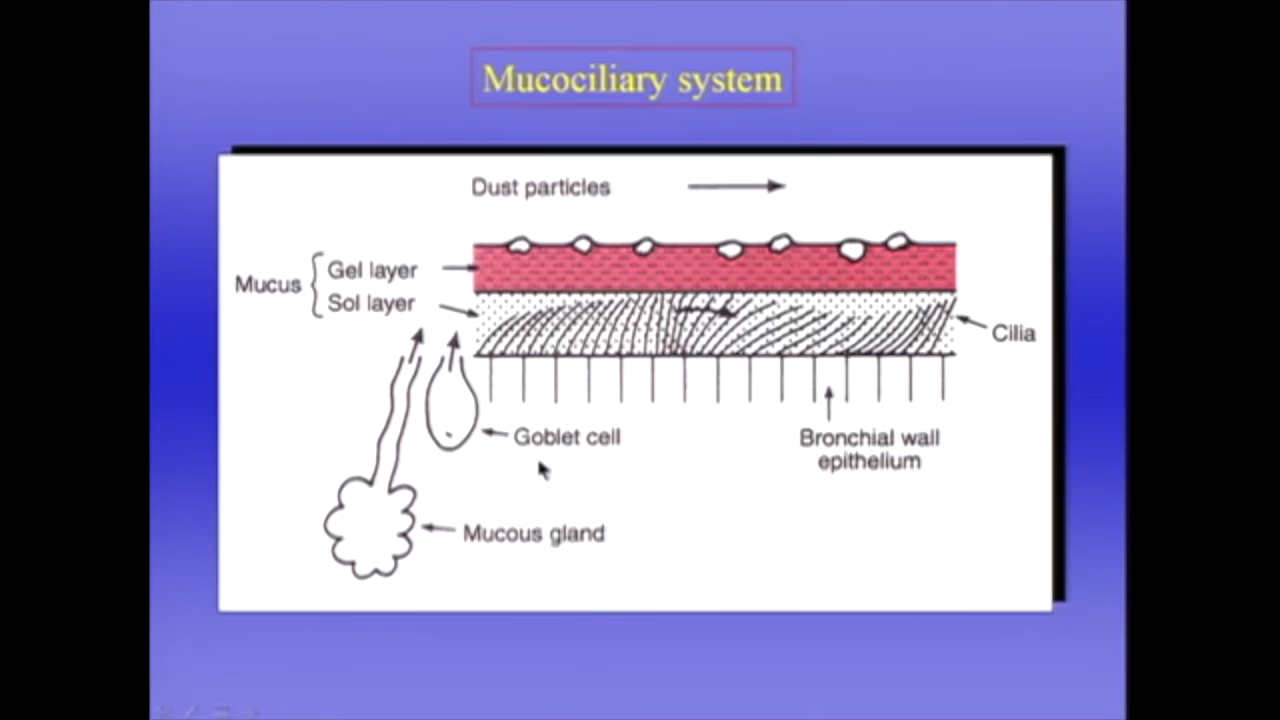 Mucociliary system
Dust particles
Mucus
Gel layer
Sol layer
Cilia
Goblet cell
Bronchial wall
epithelium
Mucous gland